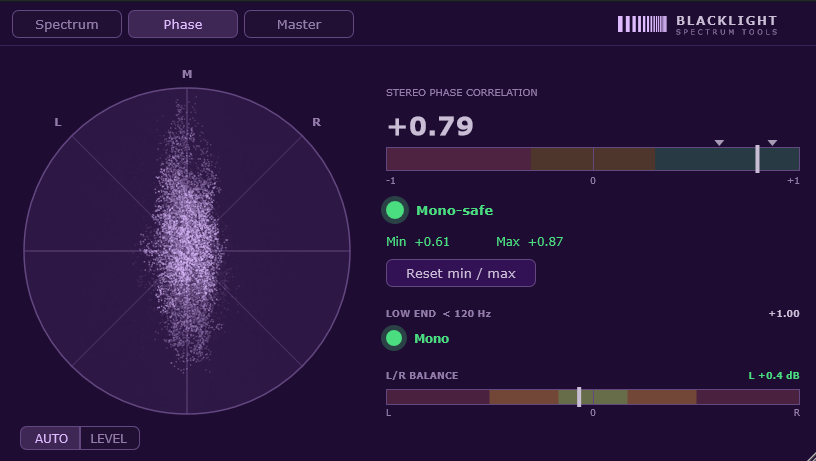 Spectrum Phase Master BLACKLIGHT
SPECTRUM TOOLS
M
L R
AUTO LEVEL
STEREO PHASE CORRELATION
+0.79
-1 0 +1
Mono-safe
Min +0.61 Max +0.87
Reset min / max
LOW END < 120 Hz +1.00
Mono
L/R BALANCE L +0.4 dB
L 0 R